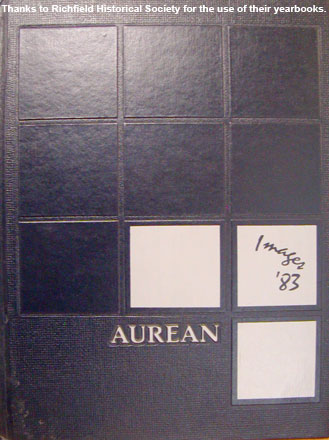 Thanks to Richfield Historical Society for the use of their yearbooks.
Images
'83
AUREAN